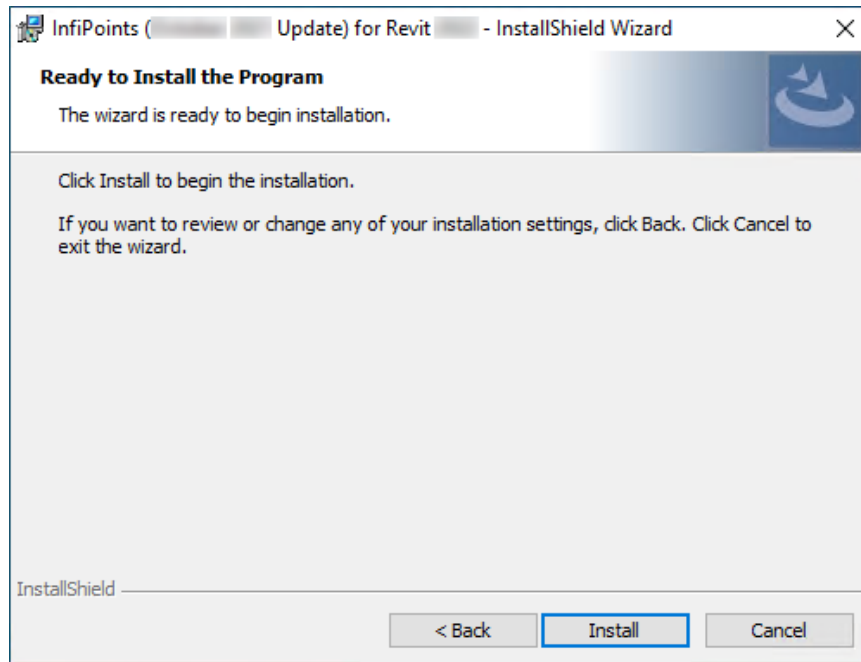 InfiPoints ( Update) for Revit - InstallShield Wizard
Ready to Install the Program
The wizard is ready to begin installation.
Click Install to begin the installation.
If you want to review or change any of your installation settings, click Back. Click Cancel to
exit the wizard.
InstallShield
< Back
Install
Cancel